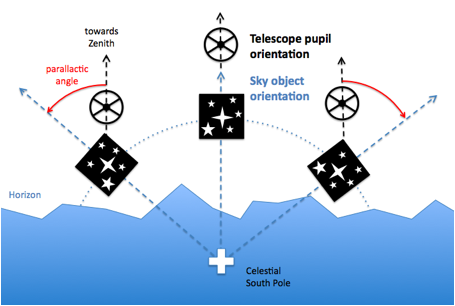 towards
Zenith
Telescope pupil
orientation
parallactic
angle
Sky object
orientation
Horizon
Celestial
South Pole